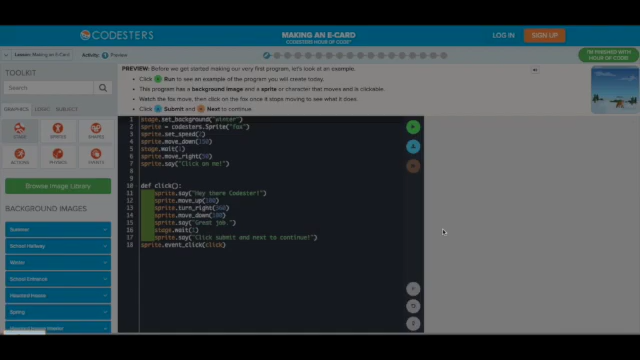 CODESTERS
MAKING AN E-CARD
CODESTERS HOUR OF CODE
LOG IN
SIGN UP
Lesson: Making an E-Card
Activity: 1 Preview
I'M FINISHED WITH
HOUR OF CODE
TOOLKIT
Search
GRAPHICS LOGIC SUBJECT
STAGE SPRITES SHAPES
ACTIONS PHYSICS EVENTS
Browse Image Library
BACKGROUND IMAGES
Summer
School Hallway
Winter
School Entrance
Haunted House
Spring
PREVIEW: Before we get started making our very first program, let's look at an example.
• Click Run to see an example of the program you will create today.
• This program has a background image and a sprite or character that moves and is clickable.
• Watch the fox move, then click on the fox once it stops moving to see what it does.
• Click Submit and Next to continue.
1 stage.set_background("winter")
2 sprite = codesters.Sprite("fox")
3 sprite.set_speed(2)
4 sprite.move_down(150)
5 stage.wait(1)
6 sprite.move_right(50)
7 sprite.say("Click on me!")
8
9
10 def click():
11 sprite.say("Hey there Codester!")
12 sprite.move_up(100)
13 sprite.turn_right(360)
14 sprite.move_down(100)
15 sprite.say("Great job.")
16 stage.wait(1)
17 sprite.say("Click submit and next to continue!")
18 sprite.event_click(click)